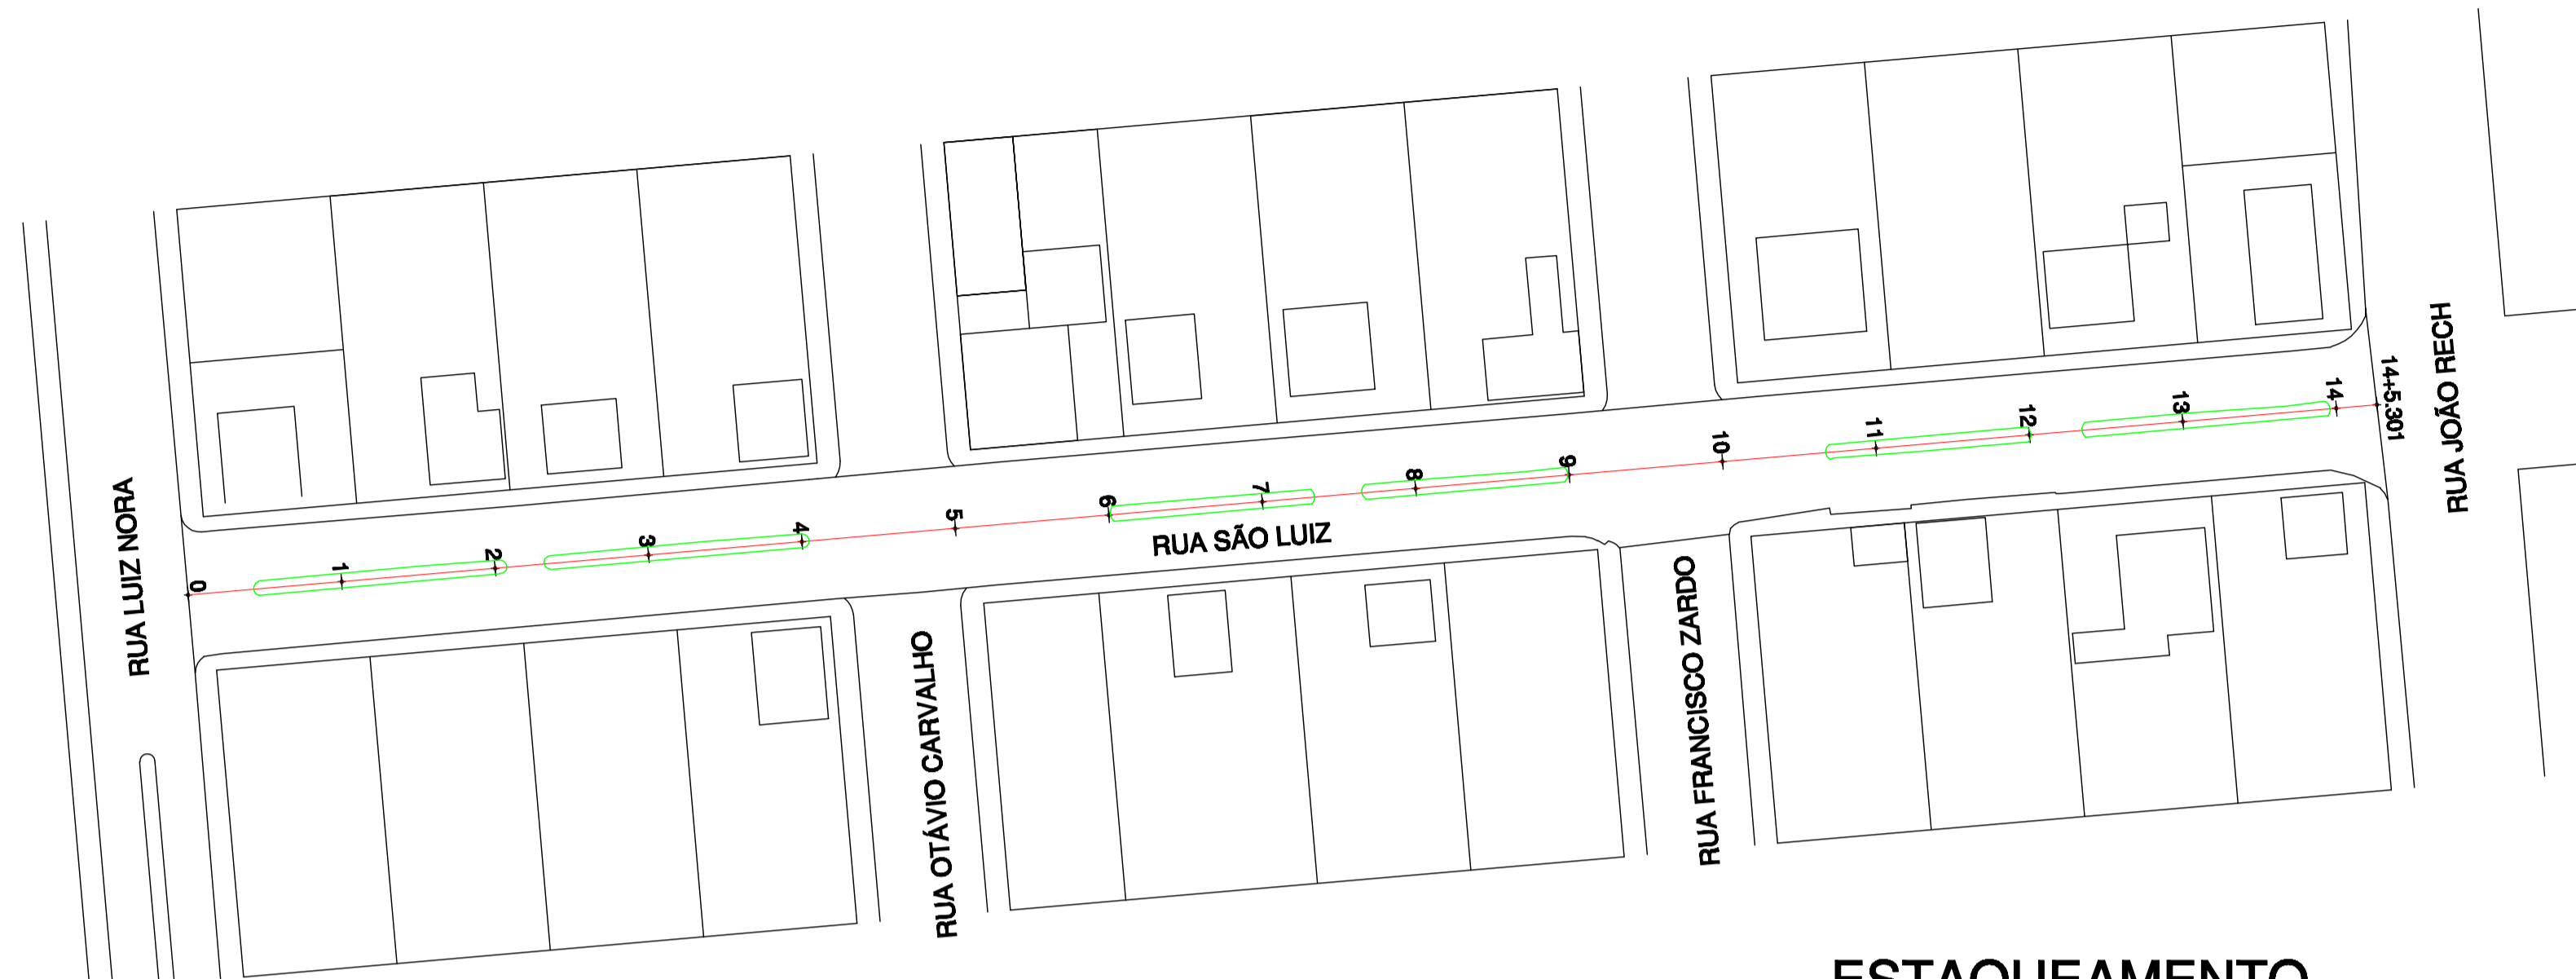 RUA LUIZ NORA
0
1
2
3
4
5
6
7
8
9
10
11
12
13
14
14+5.301
RUA SÃO LUIZ
RUA OTÁVIO CARVALHO
RUA FRANCISCO ZARDO
RUA JOÃO RECH
ESTAQUEAMENTO